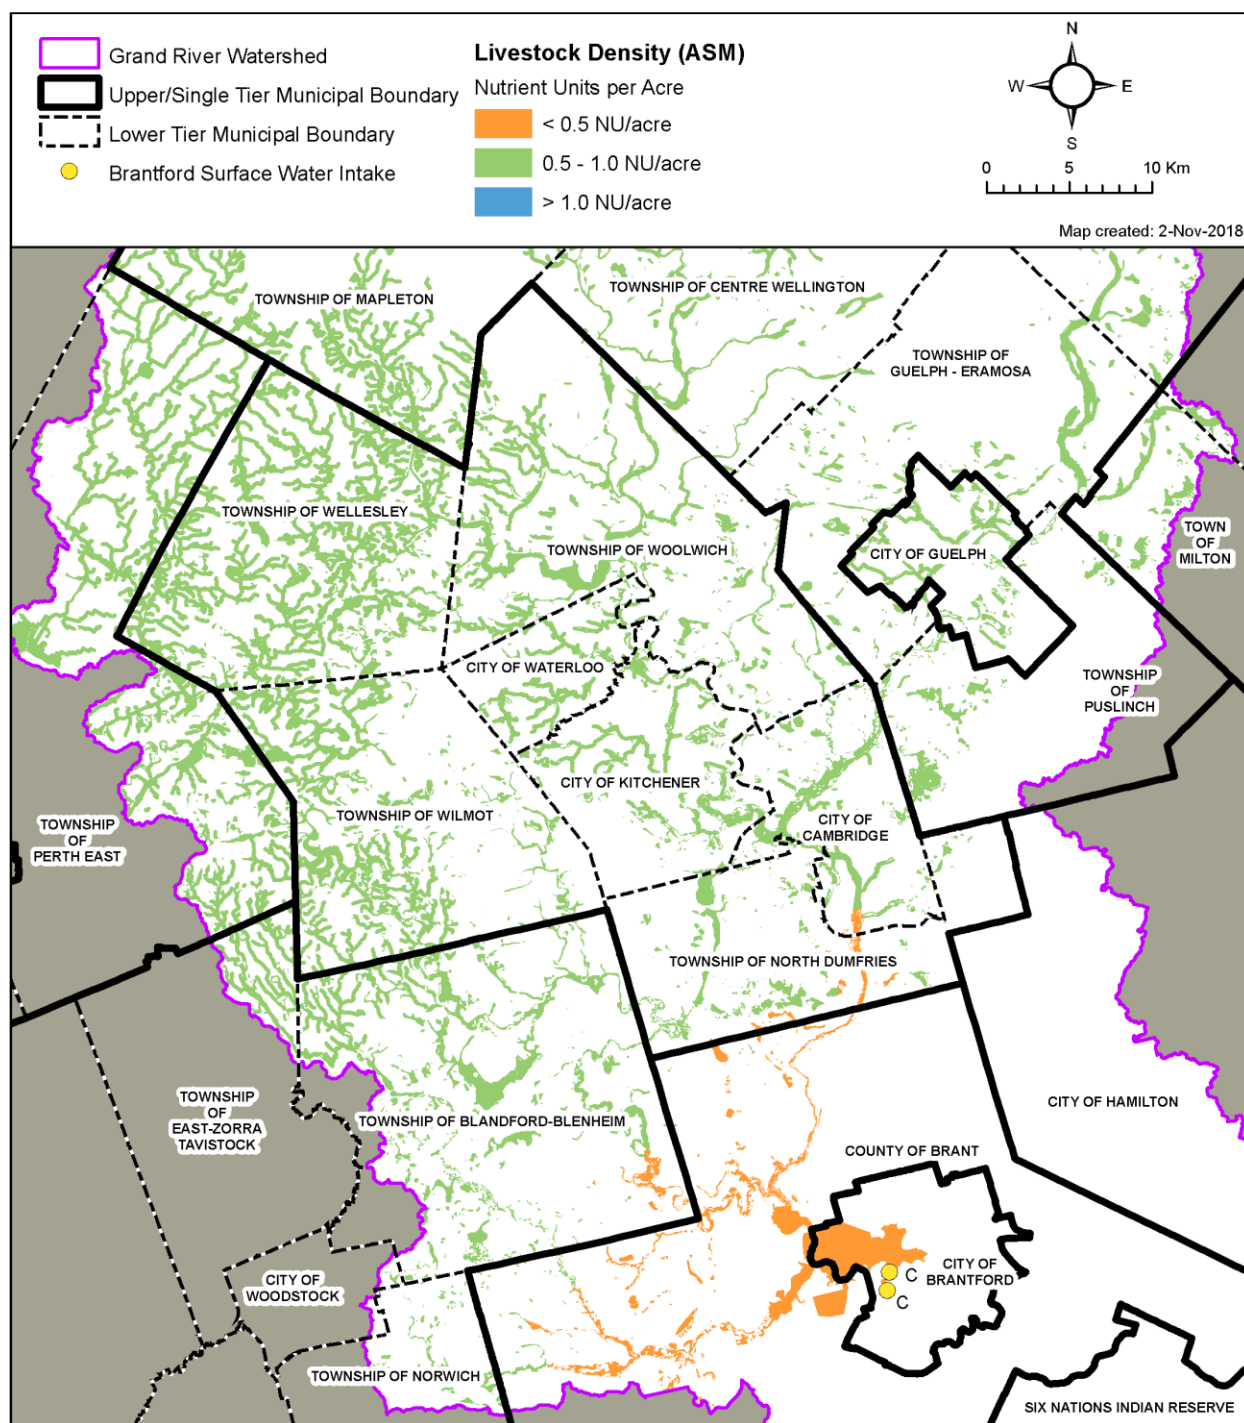 Grand River Watershed
Upper/Single Tier Municipal Boundary
Lower Tier Municipal Boundary
Brantford Surface Water Intake
Livestock Density (ASM)
Nutrient Units per Acre
< 0.5 NU/acre
0.5 - 1.0 NU/acre
> 1.0 NU/acre
N
W
E
S
0 5 10 Km
Map created: 2-Nov-2018
TOWNSHIP OF MAPLETON
TOWNSHIP OF CENTRE WELLINGTON
TOWNSHIP OF
GUELPH - ERAMOSA
TOWNSHIP OF WELLESLEY
TOWNSHIP OF WOOLWICH
CITY OF GUELPH
TOWN
OF
MILTON
CITY OF WATERLOO
TOWNSHIP
OF
PUSLINCH
CITY OF KITCHENER
TOWNSHIP OF WILMOT
CITY OF
CAMBRIDGE
TOWNSHIP
OF
PERTH EAST
TOWNSHIP OF NORTH DUMFRIES
TOWNSHIP
OF
EAST-ZORRA
TAVISTOCK
TOWNSHIP OF BLANDFORD-BLENHEIM
CITY OF HAMILTON
COUNTY OF BRANT
CITY OF
WOODSTOCK
CITY OF
BRANTFORD
C
C
TOWNSHIP OF NORWICH
SIX NATIONS INDIAN RESERVE